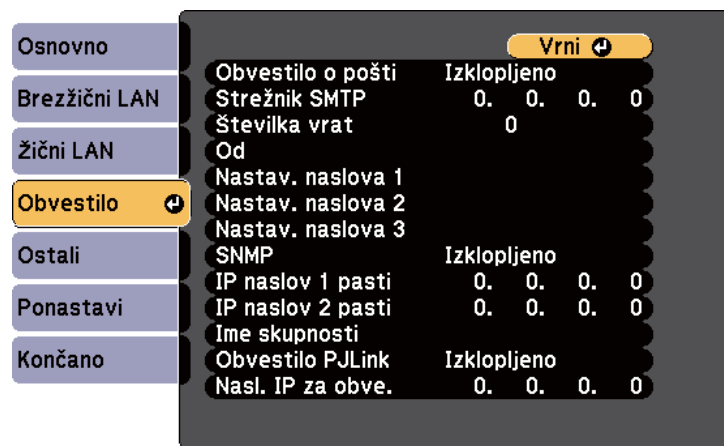 Osnovno
Brezžični LAN
Žični LAN
Obvestilo
Ostali
Ponastavi
Končano
Vrni
Obvestilo o pošti Izklopljeno
Strežnik SMTP 0. 0. 0. 0
Številka vrat 0
Od
Nastav. naslova 1
Nastav. naslova 2
Nastav. naslova 3
SNMP Izklopljeno
IP naslov 1 pasti 0. 0. 0. 0
IP naslov 2 pasti 0. 0. 0. 0
Ime skupnosti
Obvestilo PJLink Izklopljeno
Nasl. IP za obve. 0. 0. 0. 0